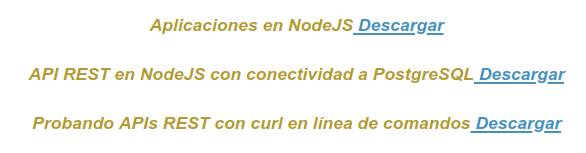 Aplicaciones en NodeJS Descargar
API REST en NodeJS con conectividad a PostgreSQL Descargar
Probando APIs REST con curl en línea de comandos Descargar